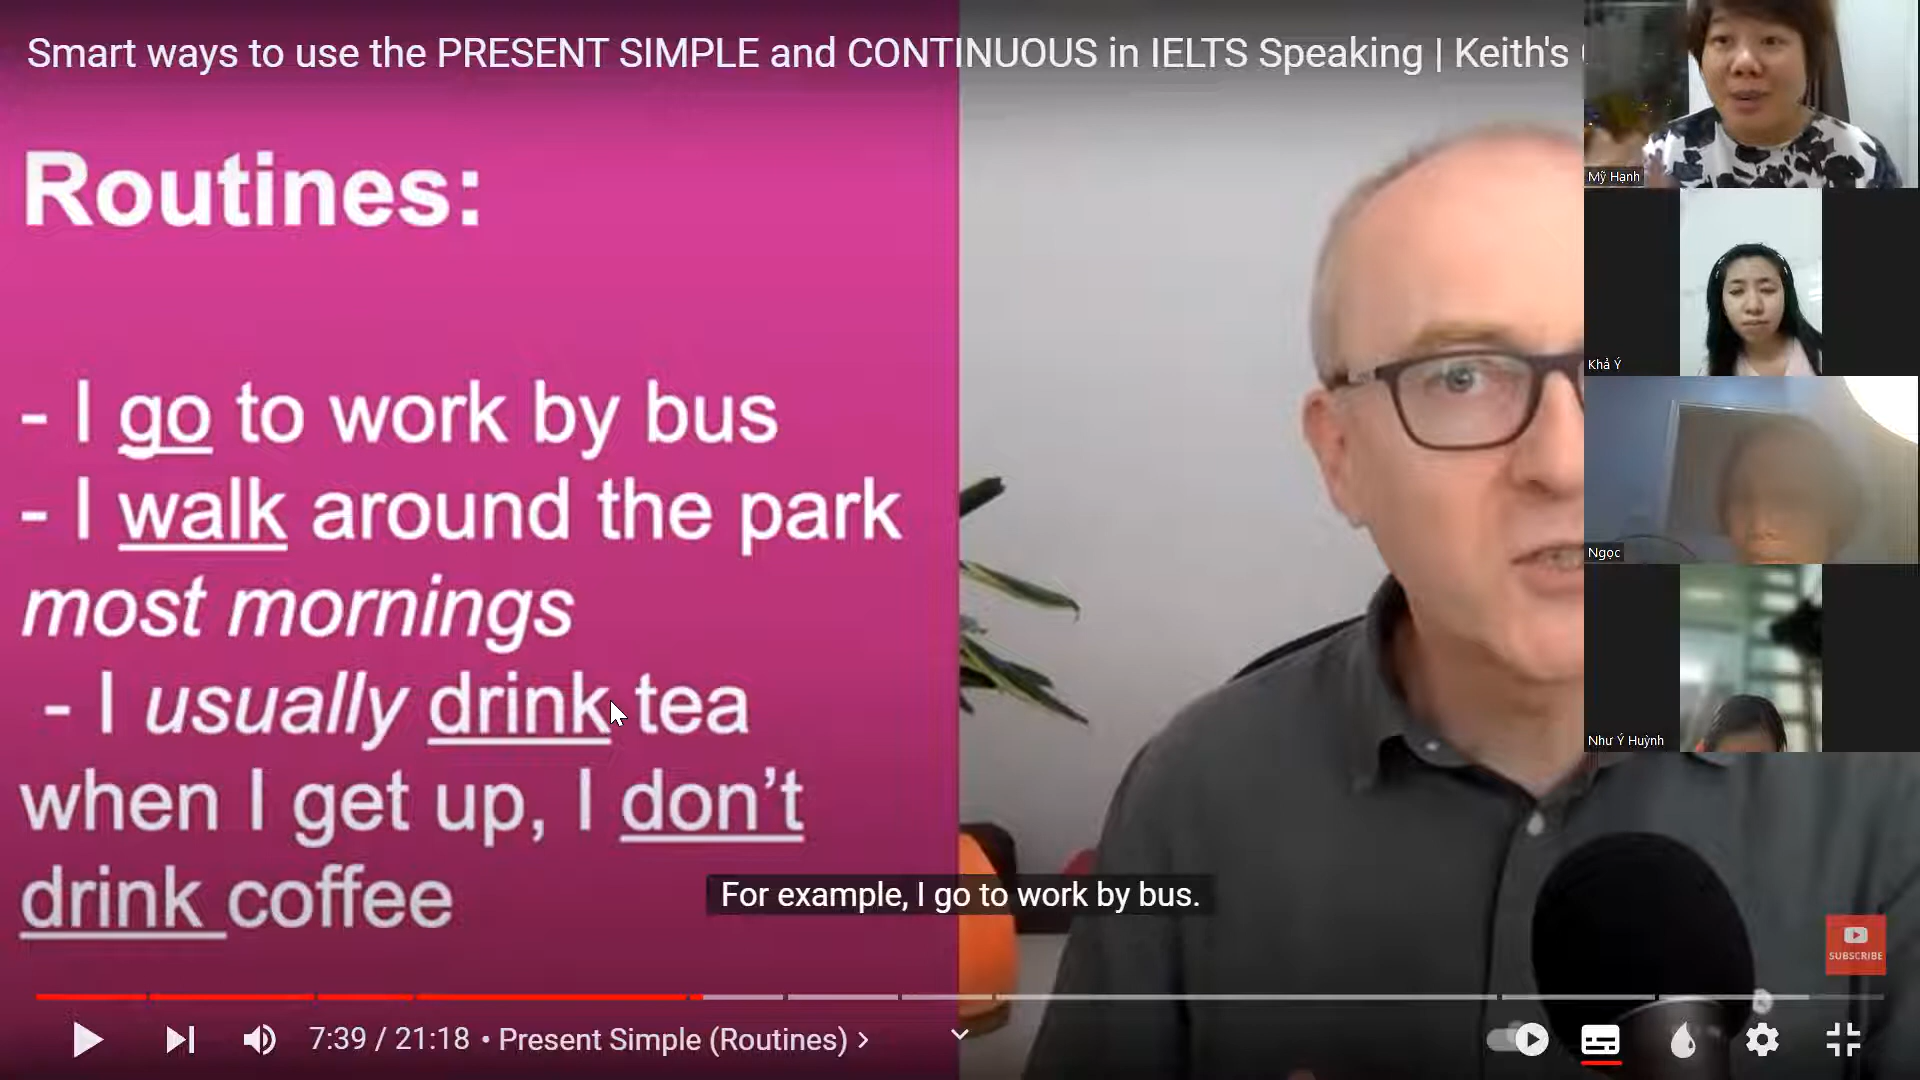 Smart ways to use the PRESENT SIMPLE and CONTINUOUS in IELTS Speaking | Keith's
Routines:
- I go to work by bus
- I walk around the park
most mornings
- I usually drink tea
when I get up, I don’t
drink coffee
For example, I go to work by bus.
Mỹ Hạnh
Khả Ý
Ngọc
Như Ý Huỳnh
SUBSCRIBE
7:39 / 21:18 • Present Simple (Routines) >